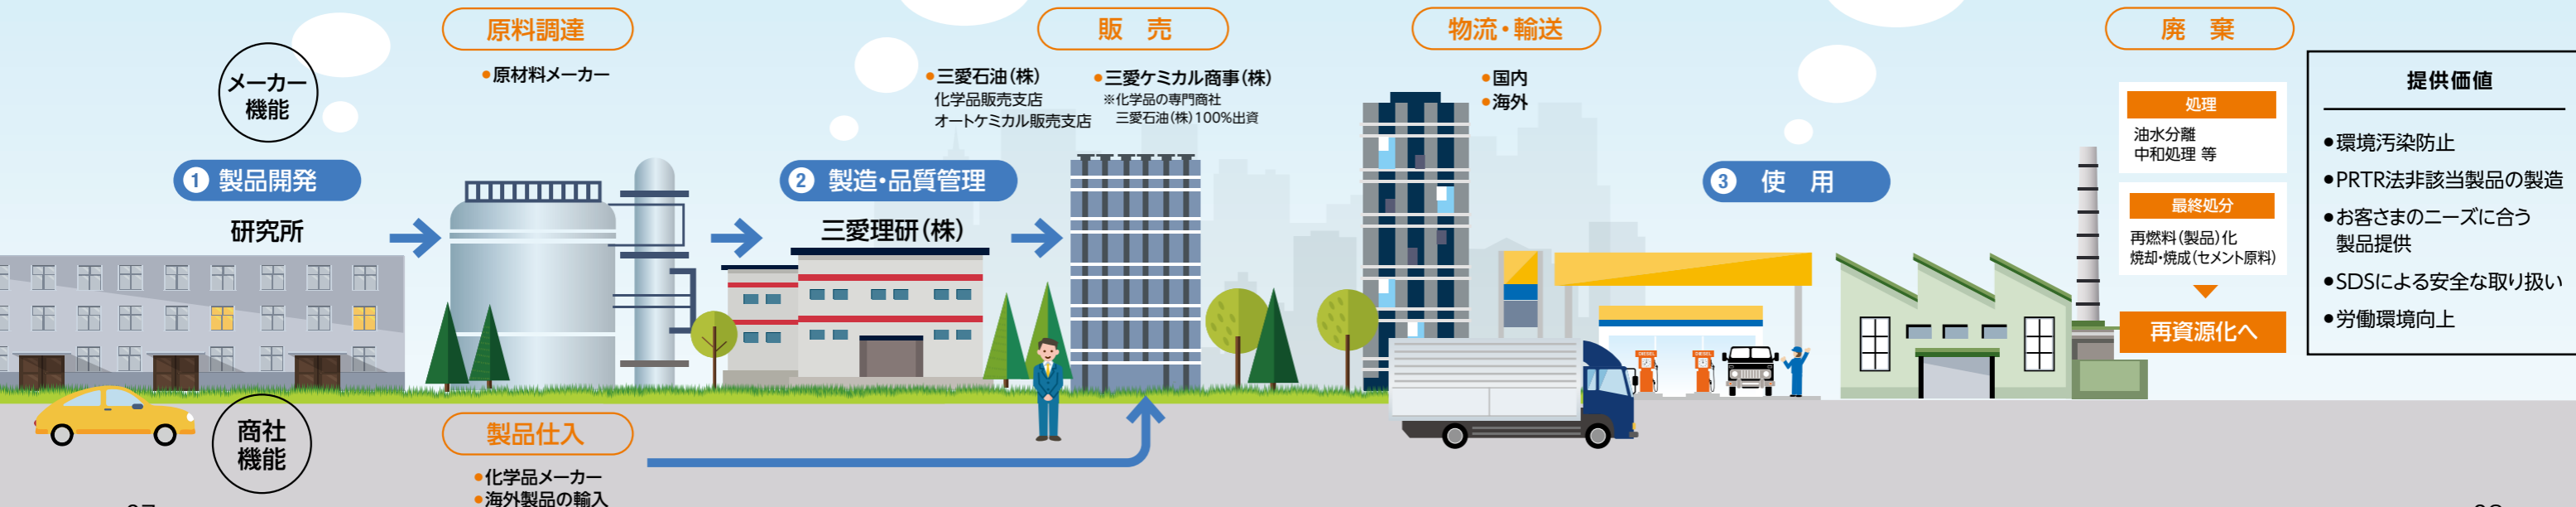 メーカー
機能
原料調達
●原材料メーカー
① 製品開発
研究所
② 製造・品質管理
三愛理研(株)
販 売
●三愛石油(株)
化学品販売支店
オートケミカル販売支店
●三愛ケミカル商事(株)
※化学品の専門商社
三愛石油(株)100%出資
物流・輸送
●国内
●海外
③ 使 用
DIESEL
DIESEL
廃 棄
処理
油水分離
中和処理 等
最終処分
再燃料(製品)化
焼却・焼成(セメント原料)
再資源化へ
提供価値
●環境汚染防止
●PRTR法非該当製品の製造
●お客さまのニーズに合う
製品提供
●SDSによる安全な取り扱い
●労働環境向上
商社
機能
製品仕入
●化学品メーカー
●海外製品の輸入